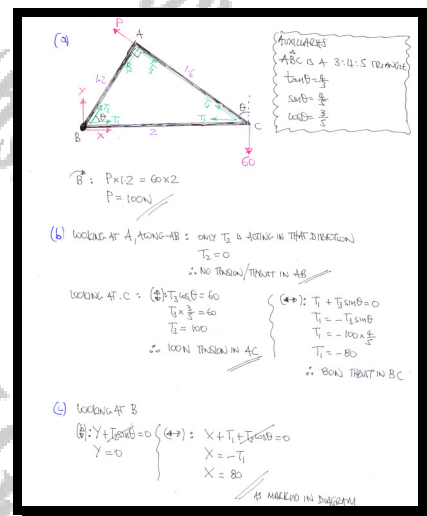 (a)
P
A
1.2
1.6
T₂
T₃
θ
Y
X
B
T₁
2
C
60
AUXILIARIES
ABC IS A 3:4:5 TRIANGLE
tanθ = 4/3
sinθ = 4/5
cosθ = 3/5
B: P×1.2 = 60×2
P = 100N
(b) LOOKING AT A, ALONG AB: ONLY T₂ IS ACTING IN THAT DIRECTION
T₂ = 0
∴ NO TENSION/THRUST IN AB
LOOKING AT C: (↕): T₃cosθ = 60
T₃ × 3/5 = 60
T₃ = 100
∴ 100N TENSION IN AC
(↔): T₁ + T₃sinθ = 0
T₁ = -T₃sinθ
T₁ = -100×4/5
T₁ = -80
∴ 80N THRUST IN BC
(c) LOOKING AT B
(↕): Y + T₂sinθ = 0
Y = 0
(↔): X + T₁ + T₂cosθ = 0
X = -T₁
X = 80
AS MARKED IN DIAGRAM